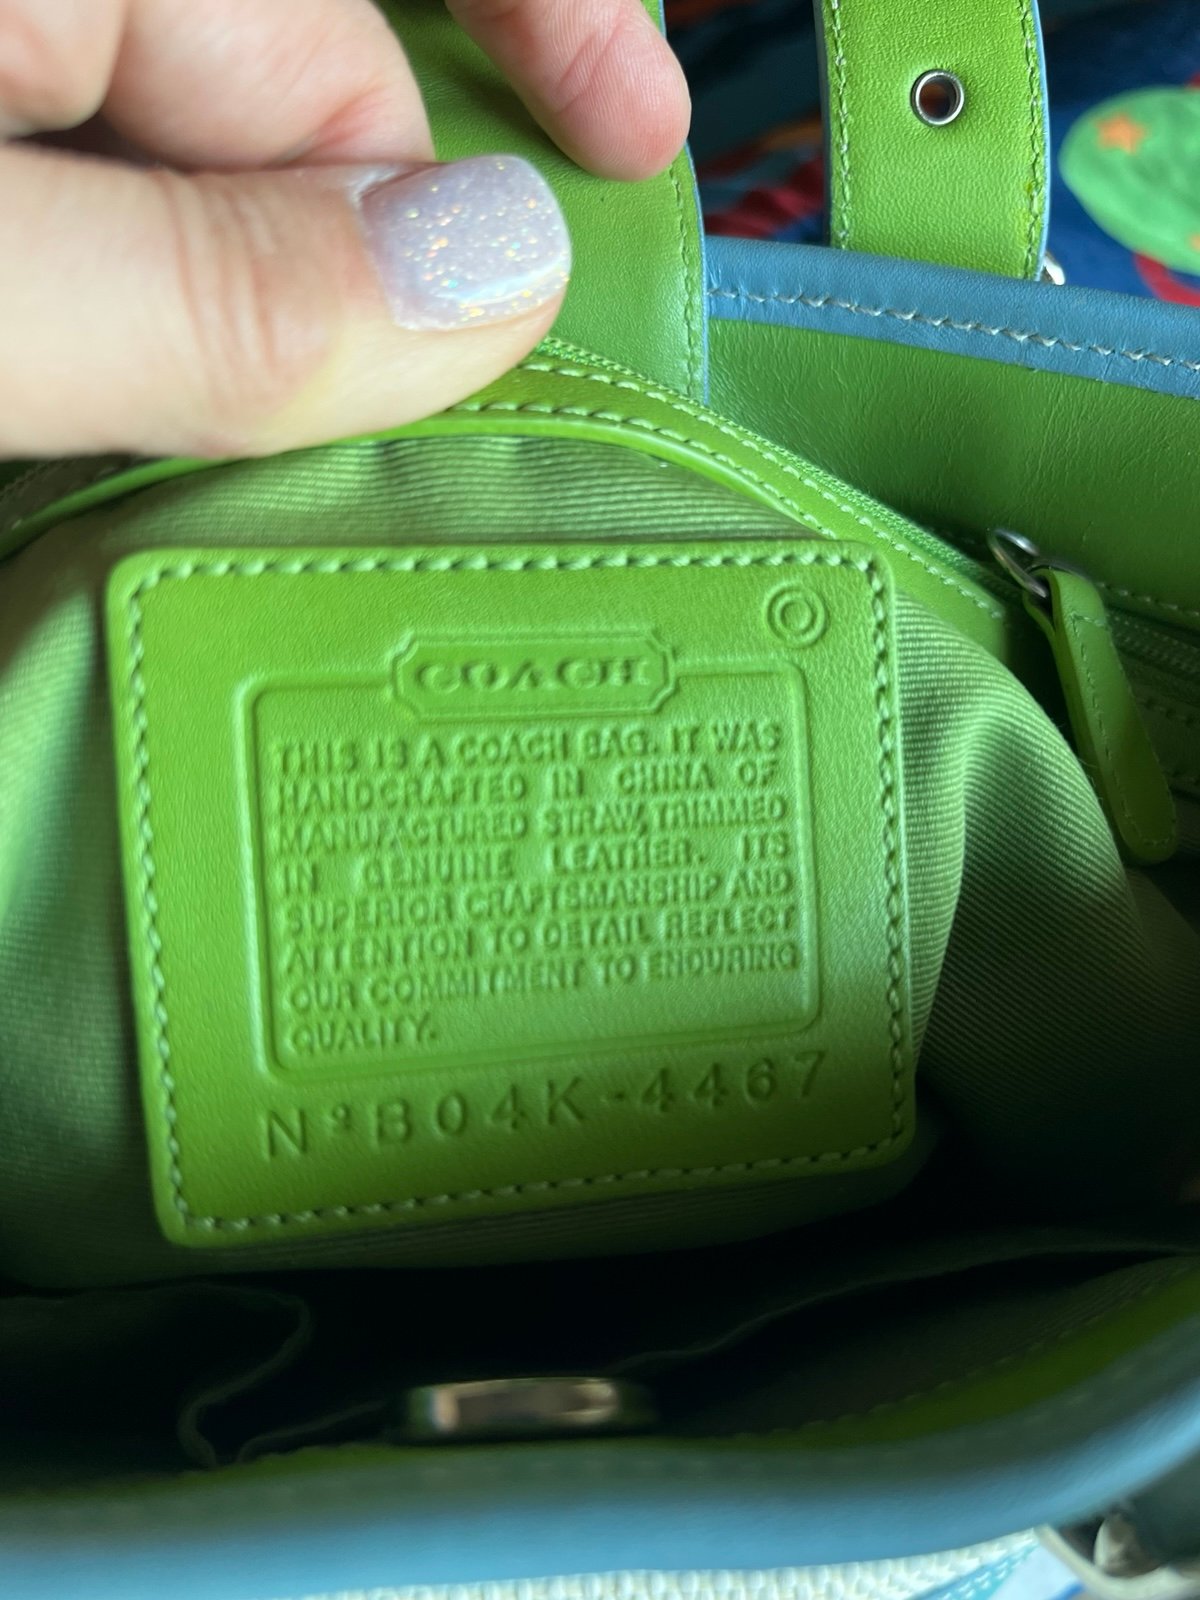 ©
COACH
THIS IS A COACH BAG. IT WAS
HANDCRAFTED IN CHINA OF
MANUFACTURED STRAW, TRIMMED
IN GENUINE LEATHER. ITS
SUPERIOR CRAFTSMANSHIP AND
ATTENTION TO DETAIL REFLECT
OUR COMMITMENT TO ENDURING
QUALITY.
Nº B04K-4467